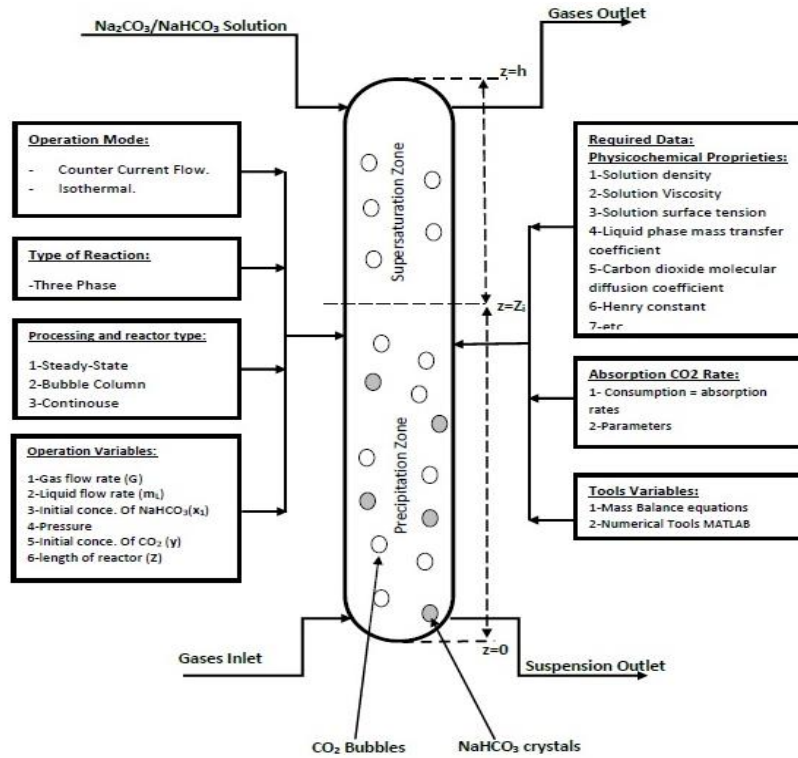 Na₂CO₃/NaHCO₃ Solution
Gases Outlet
z=h
Operation Mode:
- Counter Current Flow.
- Isothermal.
Type of Reaction:
-Three Phase
Processing and reactor type:
1-Steady-State
2-Bubble Column
3-Continouse
Operation Variables:
1-Gas flow rate (G)
2-Liquid flow rate (mL)
3-Initial conce. Of NaHCO3(x1)
4-Pressure
5-Initial conce. Of CO2 (y)
6-length of reactor (Z)
Supersaturation Zone
z=Zi
Precipitation Zone
Required Data:
Physicochemical Proprieties:
1-Solution density
2-Solution Viscosity
3-Solution surface tension
4-Liquid phase mass transfer
coefficient
5-Carbon dioxide molecular
diffusion coefficient
6-Henry constant
7-etc
Absorption CO2 Rate:
1- Consumption = absorption
rates
2-Parameters
Tools Variables:
1-Mass Balance equations
2-Numerical Tools MATLAB
z=0
Gases Inlet
Suspension Outlet
CO₂ Bubbles
NaHCO₃ crystals